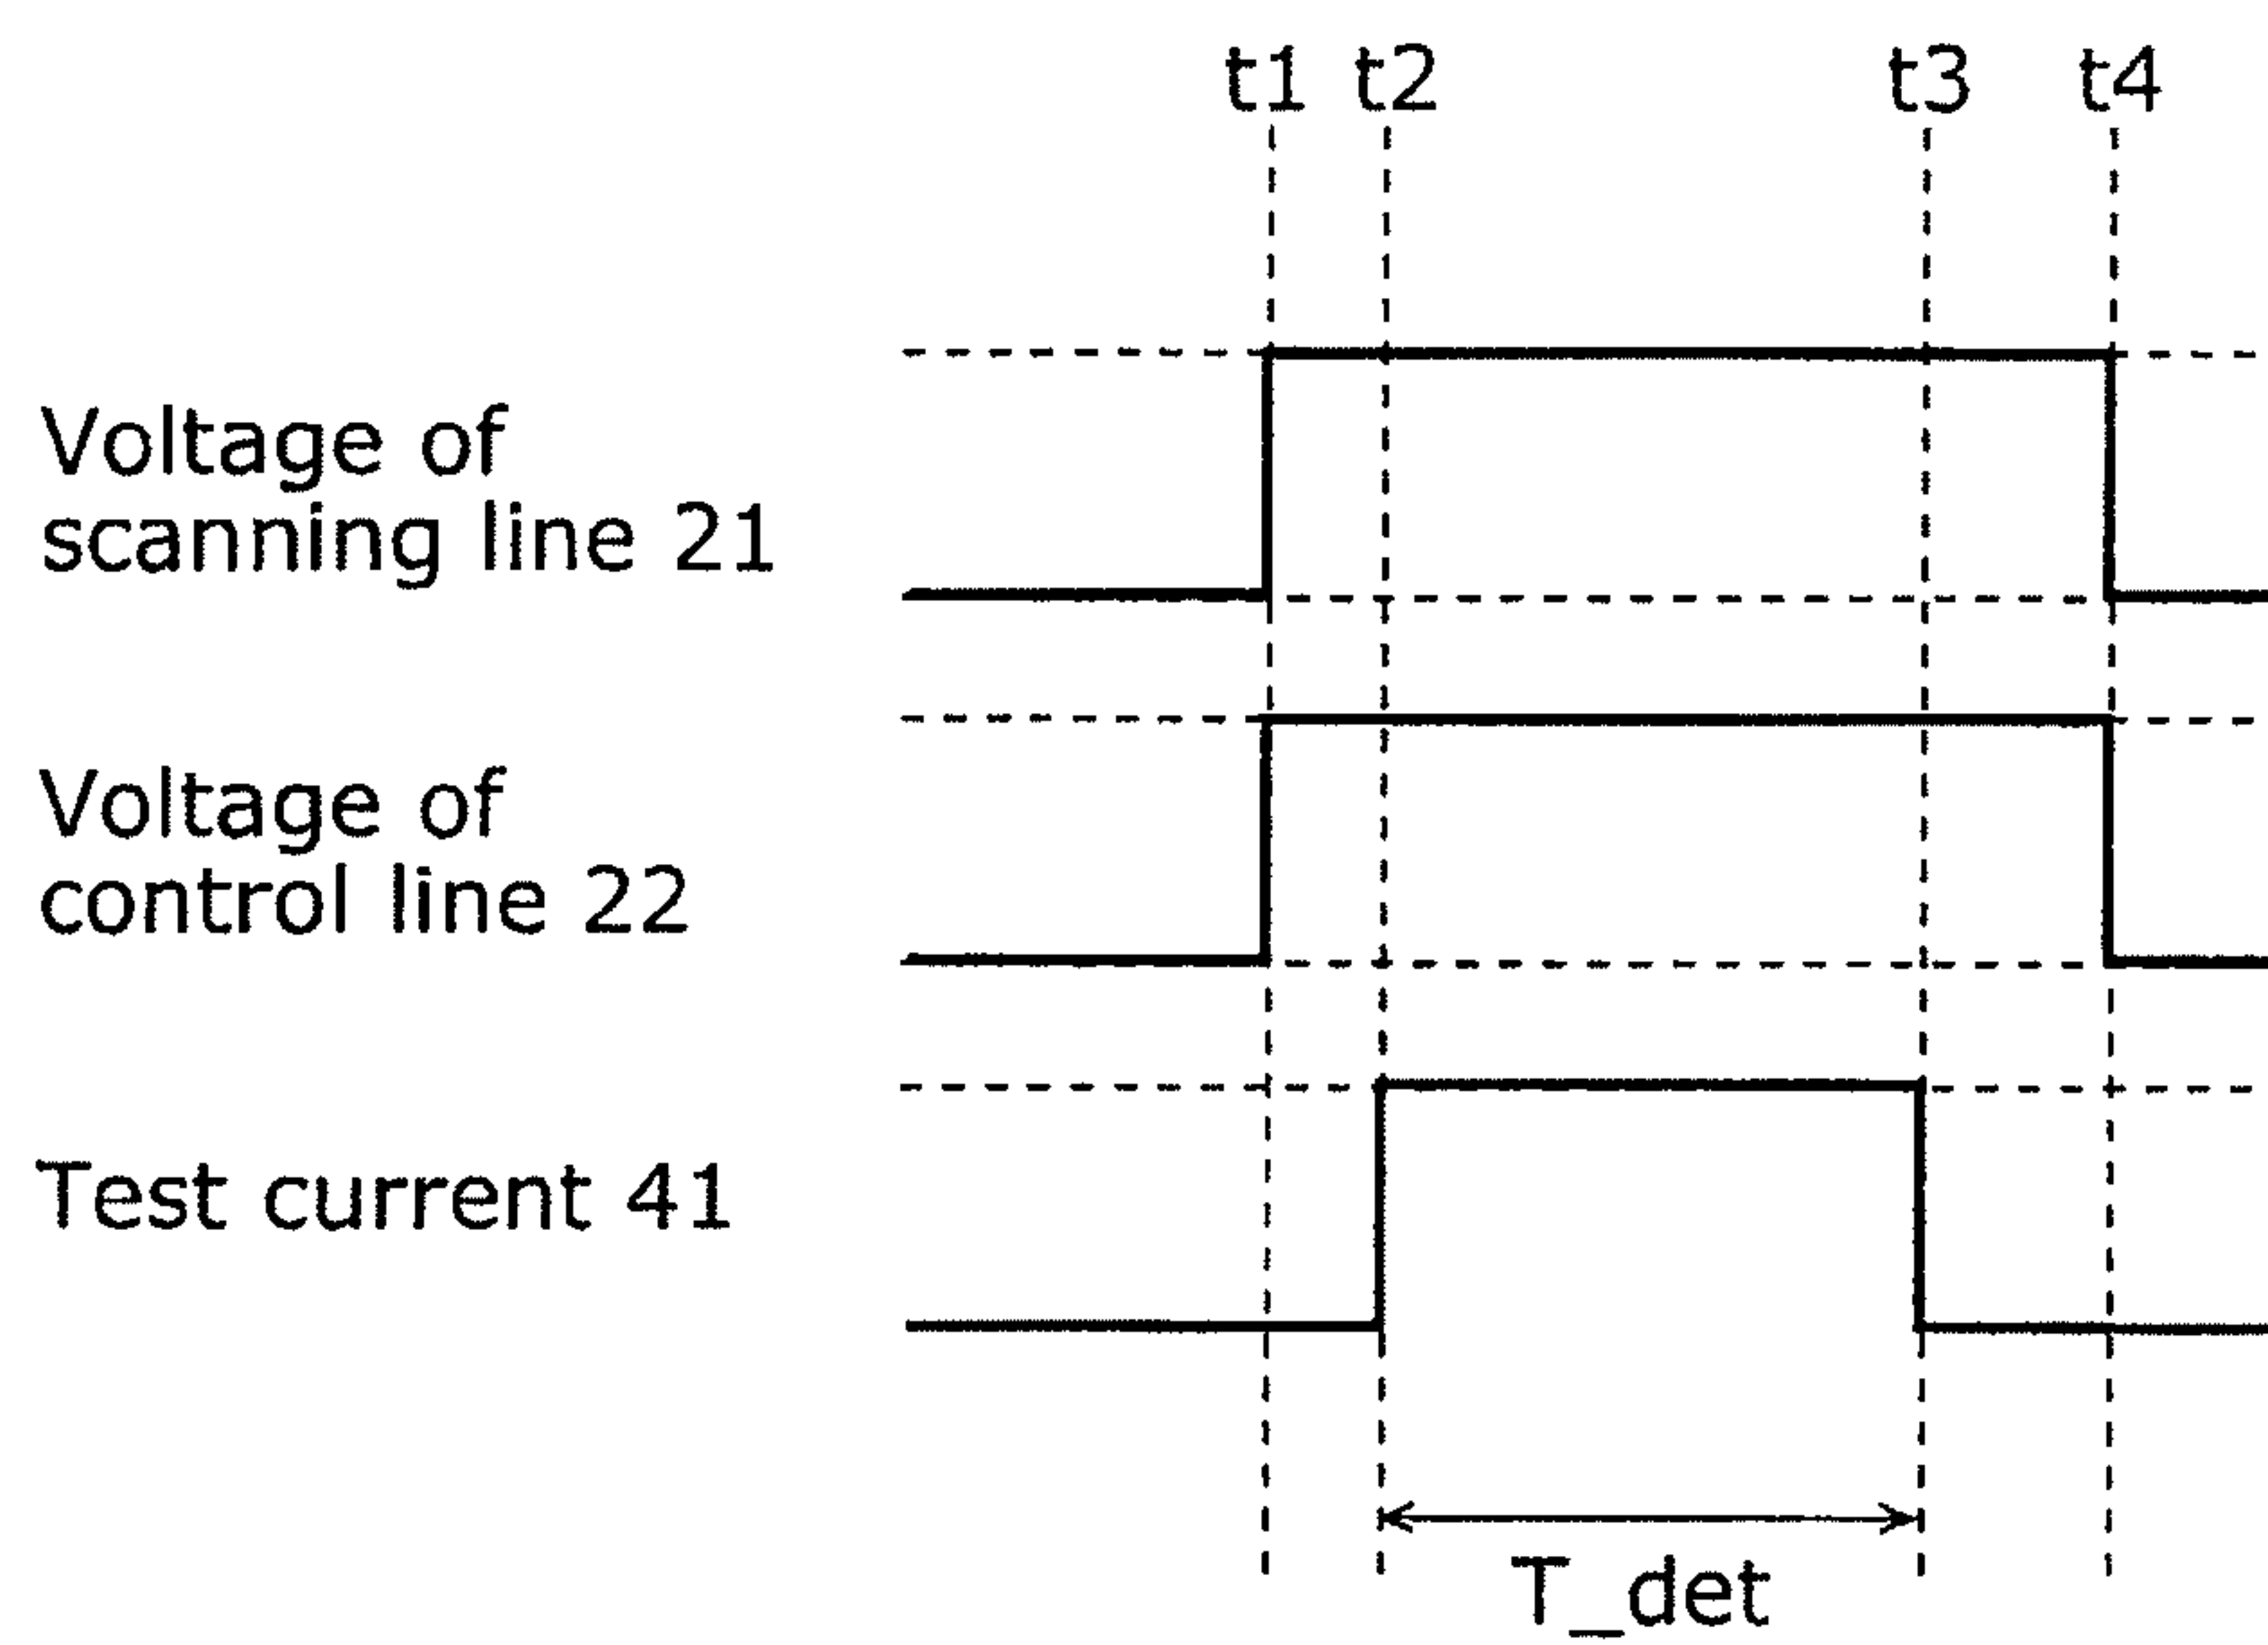 t1 t2 t3 t4
Voltage of
scanning line 21
Voltage of
control line 22
Test current 41
T_det